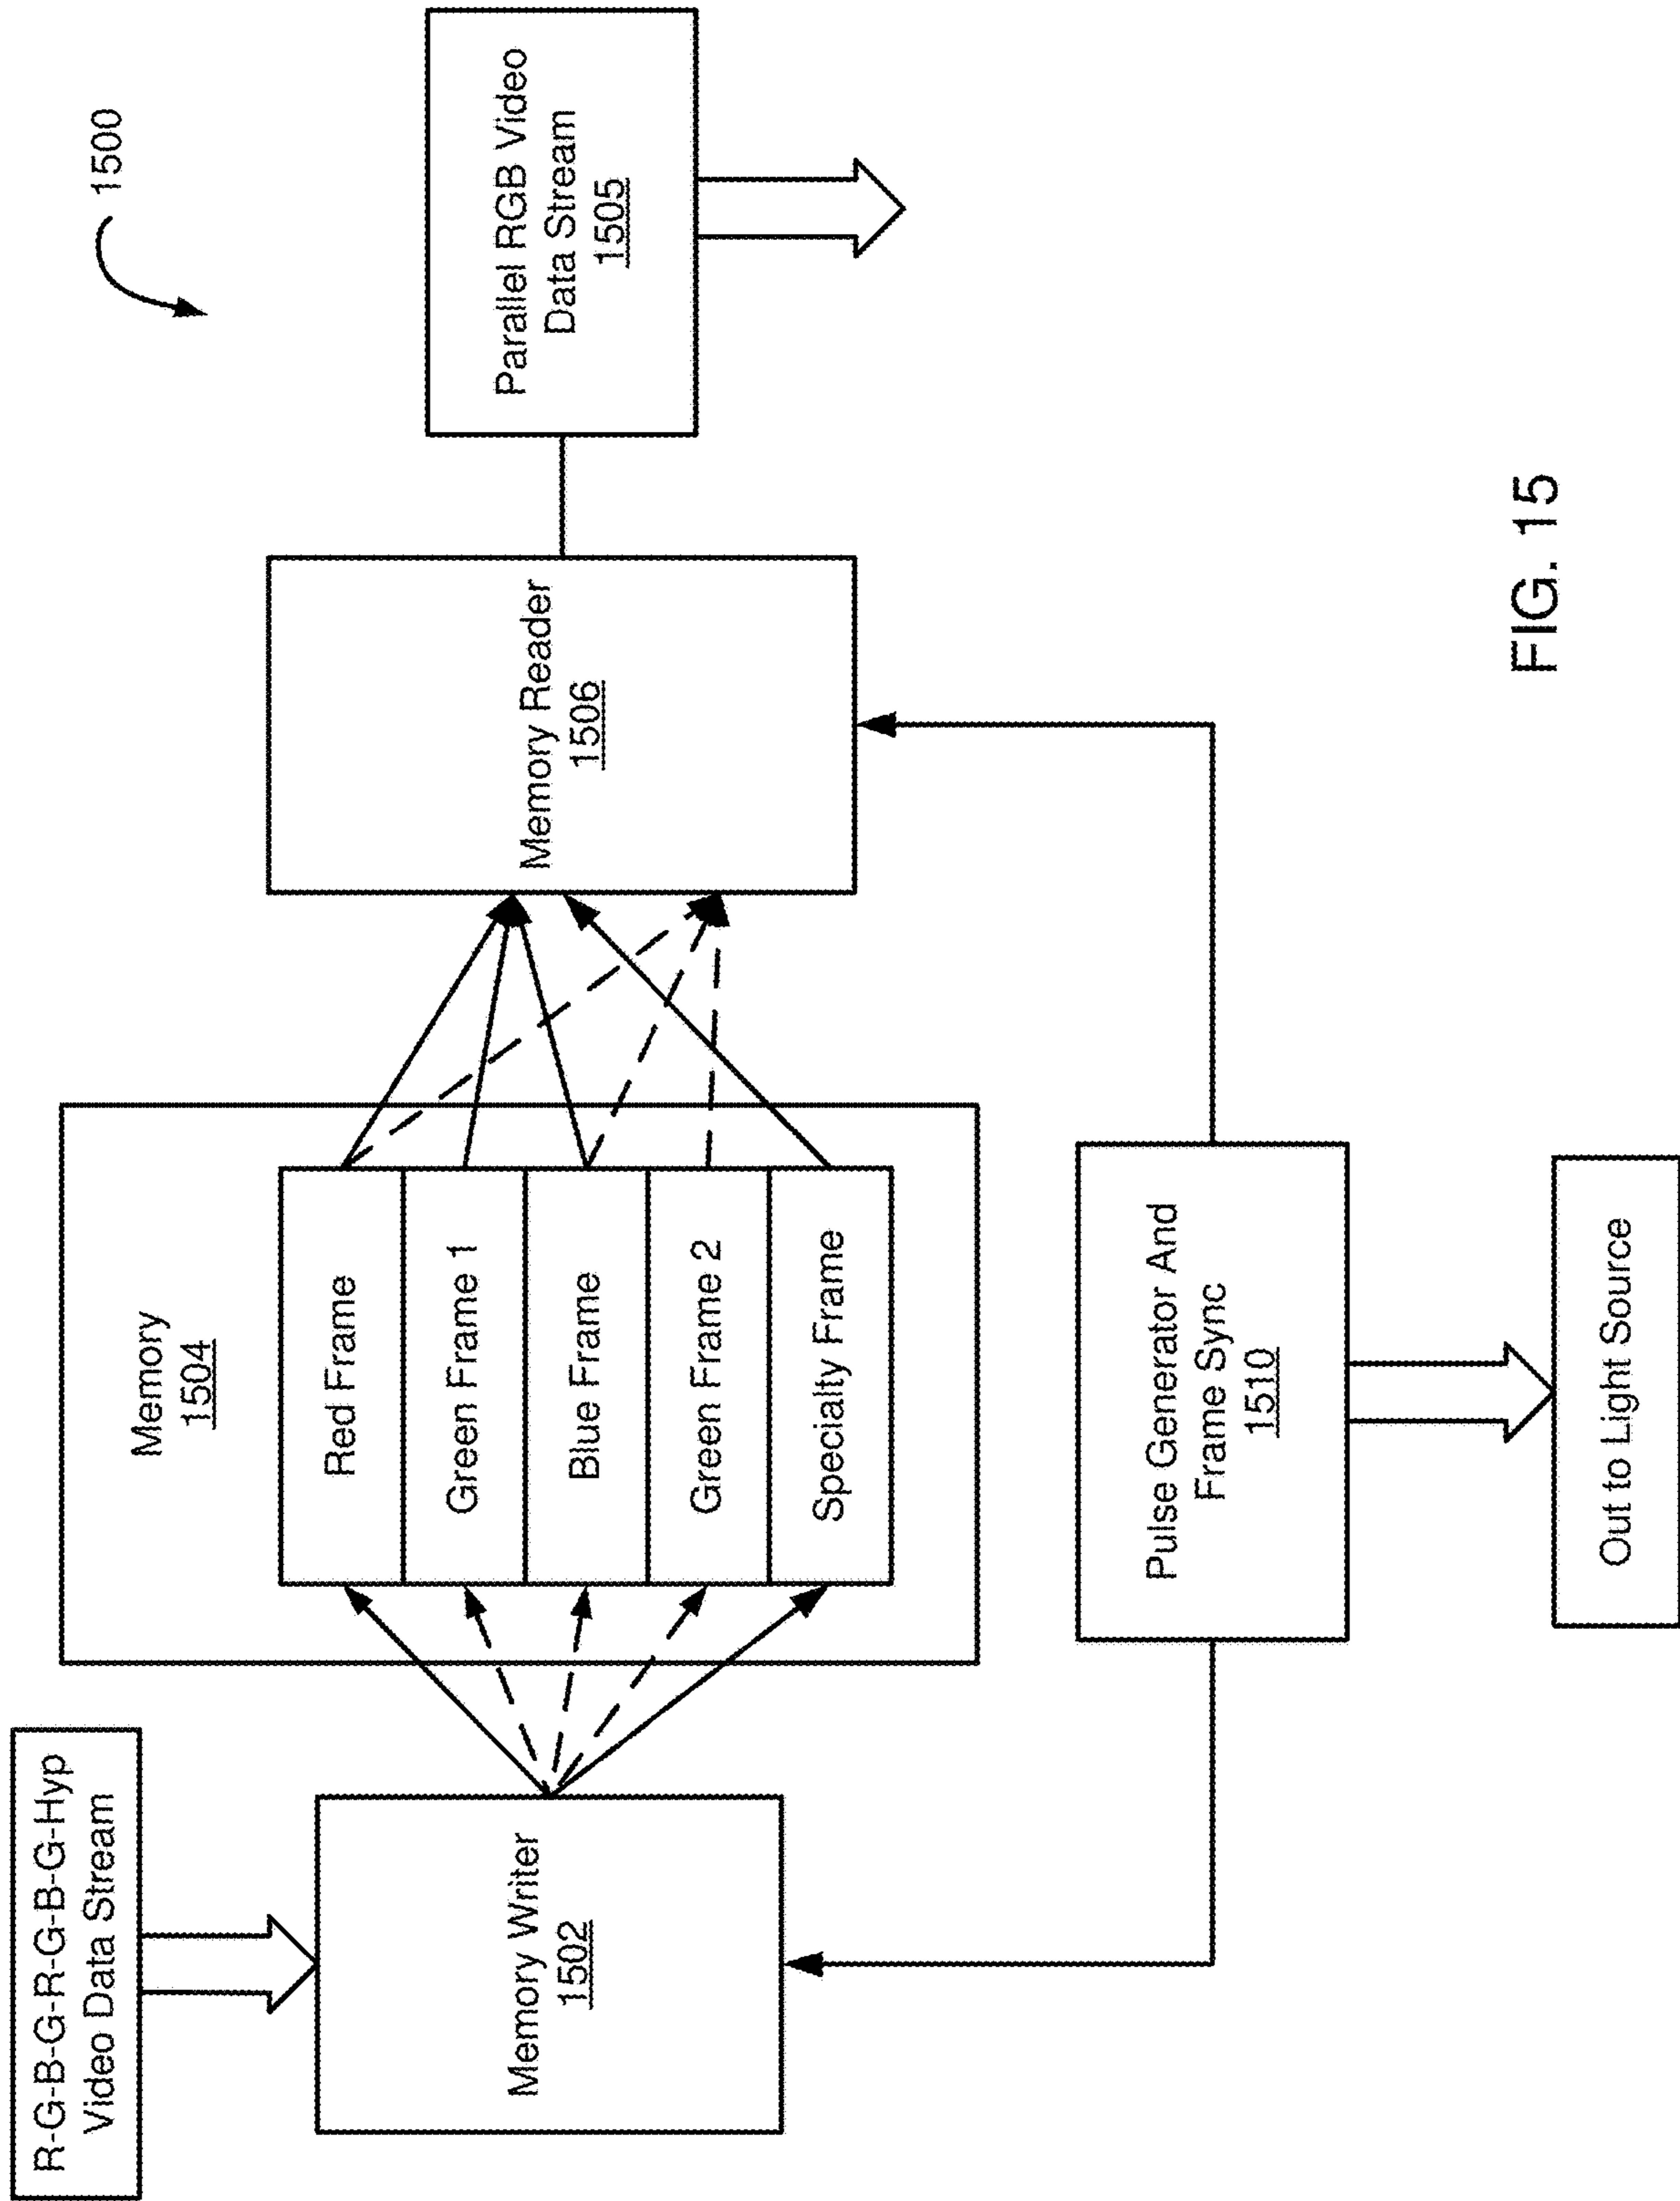 1500
R-G-B-G-R-G-B-G-Hyp
Video Data Stream
Memory Writer
1502
Memory
1504
Red Frame
Green Frame 1
Blue Frame
Green Frame 2
Specialty Frame
Memory Reader
1506
Parallel RGB Video
Data Stream
1505
Pulse Generator And
Frame Sync
1510
Out to Light Source
FIG. 15